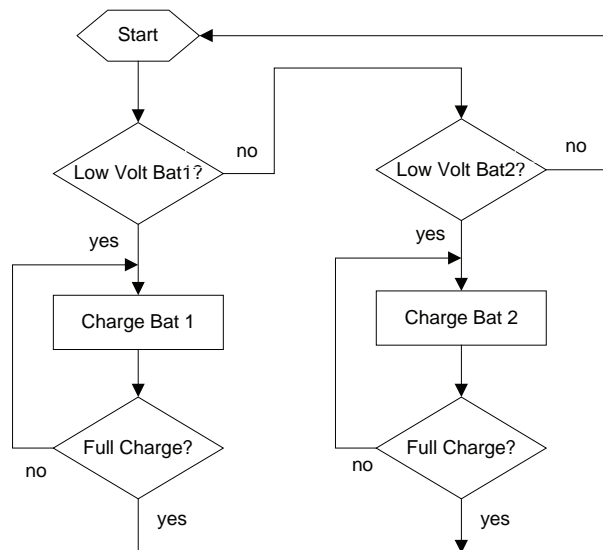 Start
Low Volt Bat1?
no
yes
Charge Bat 1
Full Charge?
no
yes
Low Volt Bat2?
no
yes
Charge Bat 2
Full Charge?
no
yes